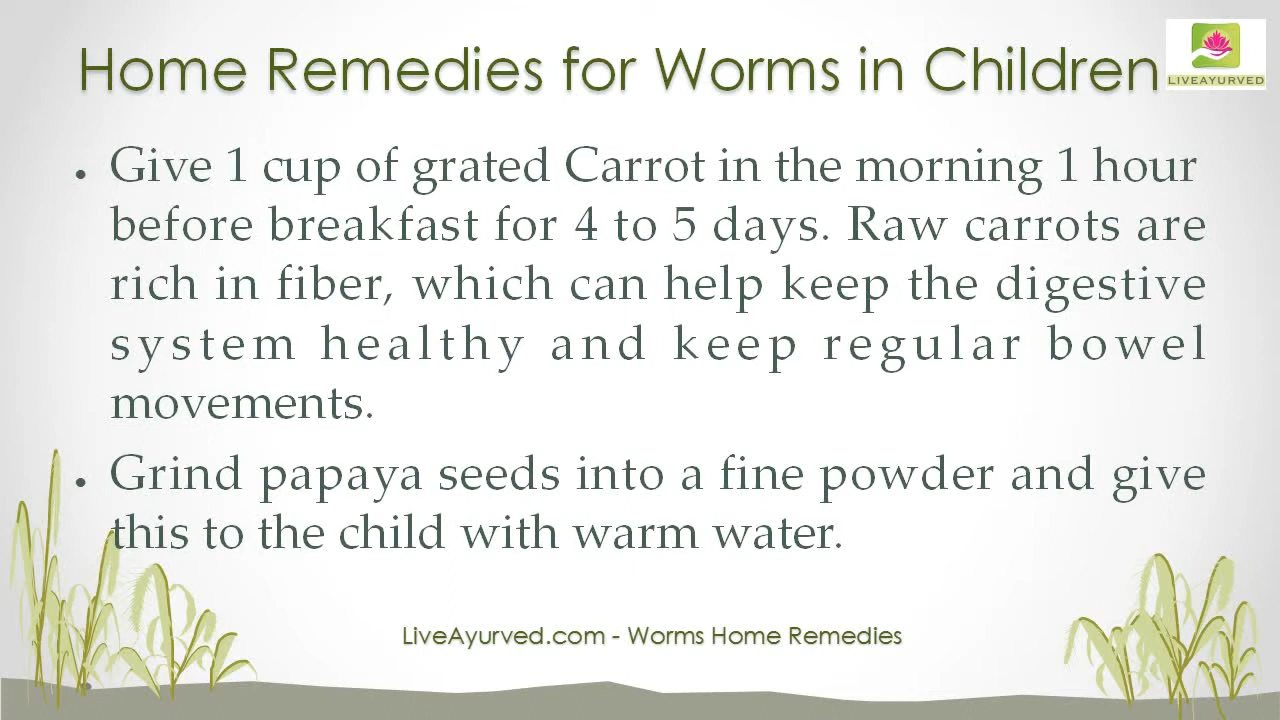 Home Remedies for Worms in Children
LIVEAYURVED
• Give 1 cup of grated Carrot in the morning 1 hour
before breakfast for 4 to 5 days. Raw carrots are
rich in fiber, which can help keep the digestive
system healthy and keep regular bowel
movements.
• Grind papaya seeds into a fine powder and give
this to the child with warm water.
LiveAyurved.com - Worms Home Remedies